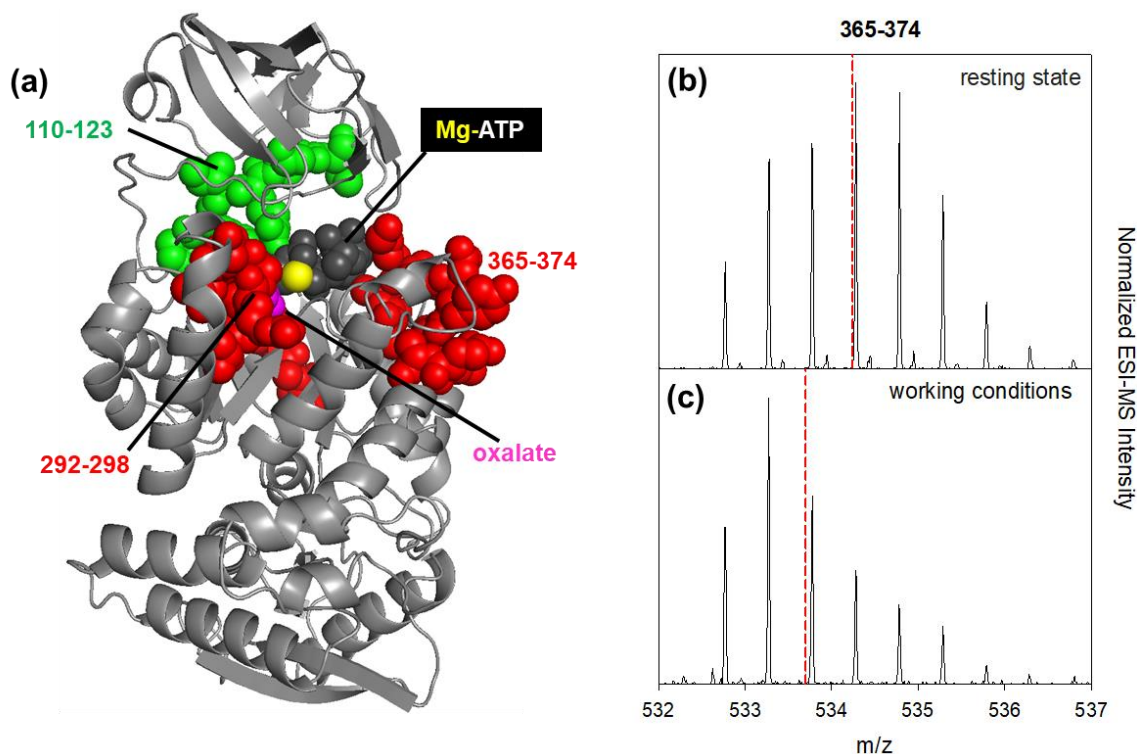 (a)
110-123
Mg-ATP
365-374
292-298
oxalate
365-374
(b)
resting state
(c)
working conditions
Normalized ESI-MS Intensity
532 533 534 535 536 537
m/z